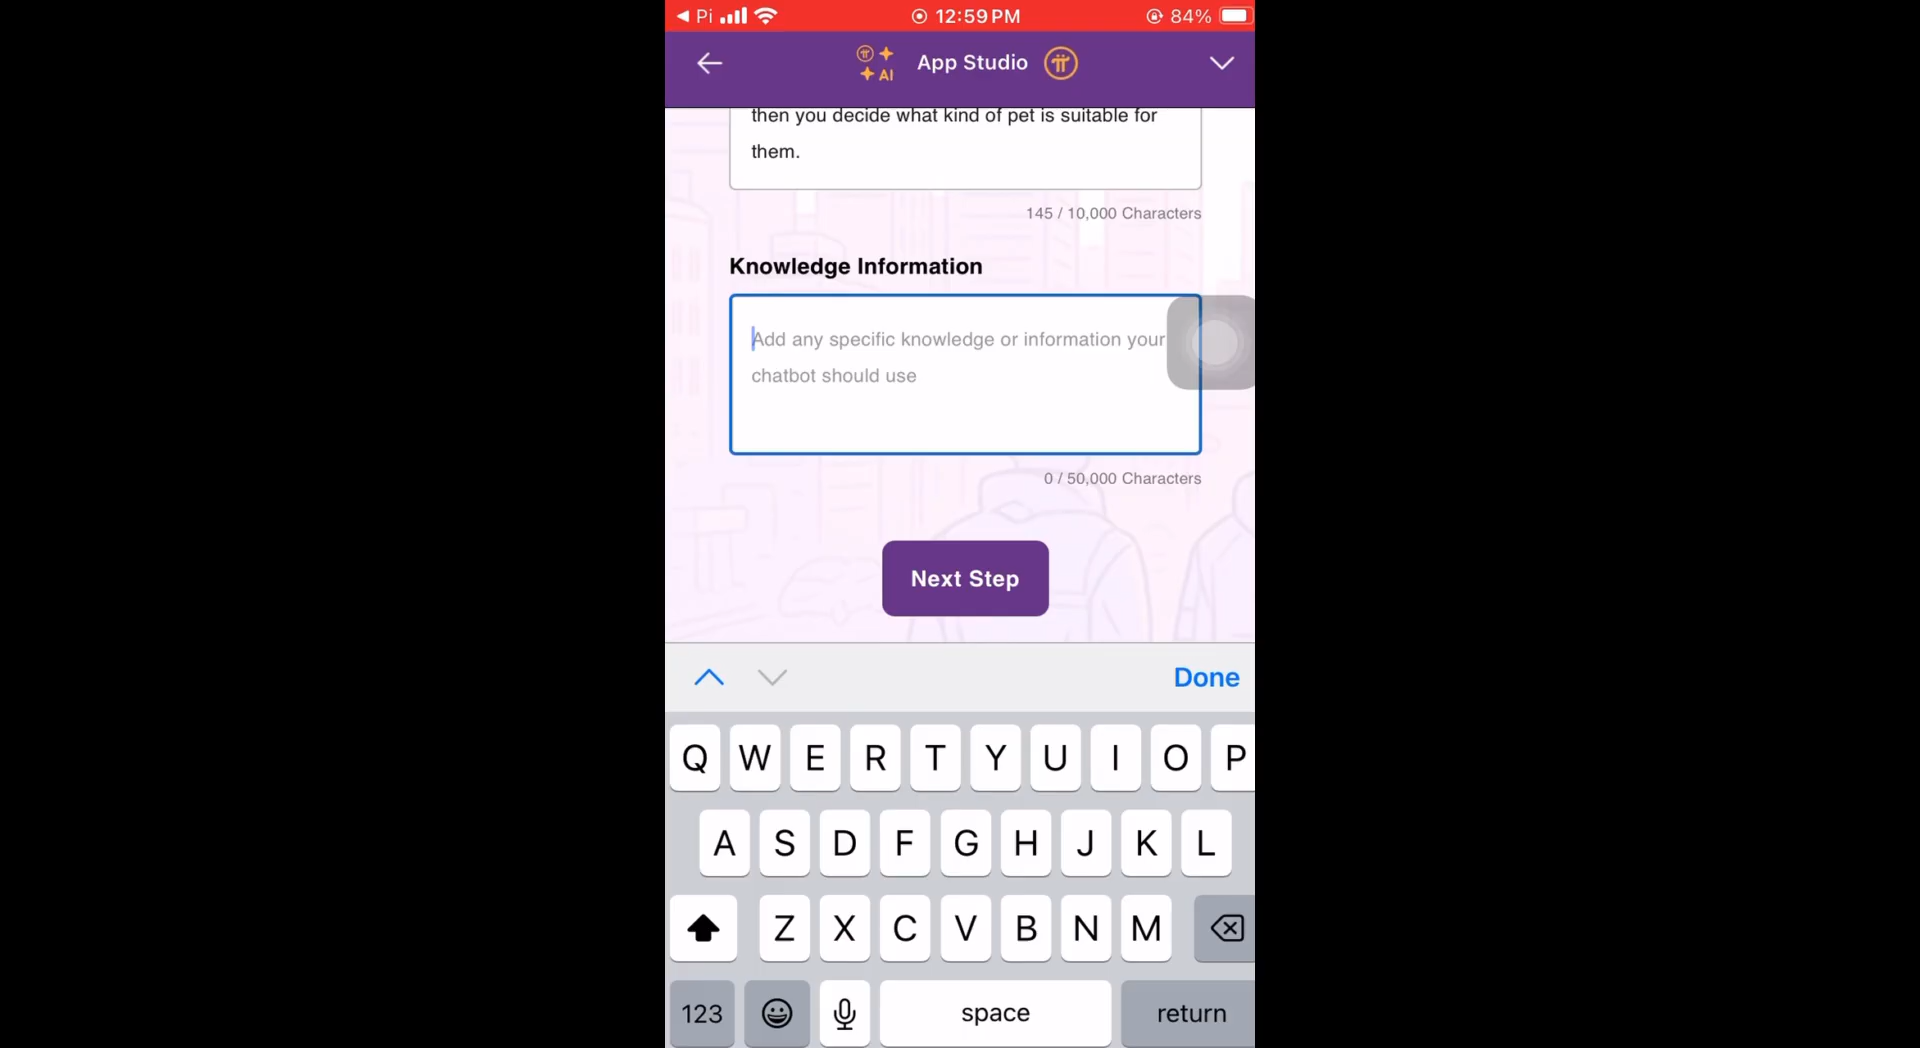 Pi 12:59 PM 84%
AI App Studio
then you decide what kind of pet is suitable for
them.
145 / 10,000 Characters
Knowledge Information
Add any specific knowledge or information your
chatbot should use
0 / 50,000 Characters
Next Step
Done
Q W E R T Y U I O P
A S D F G H J K L
Z X C V B N M
123 space return